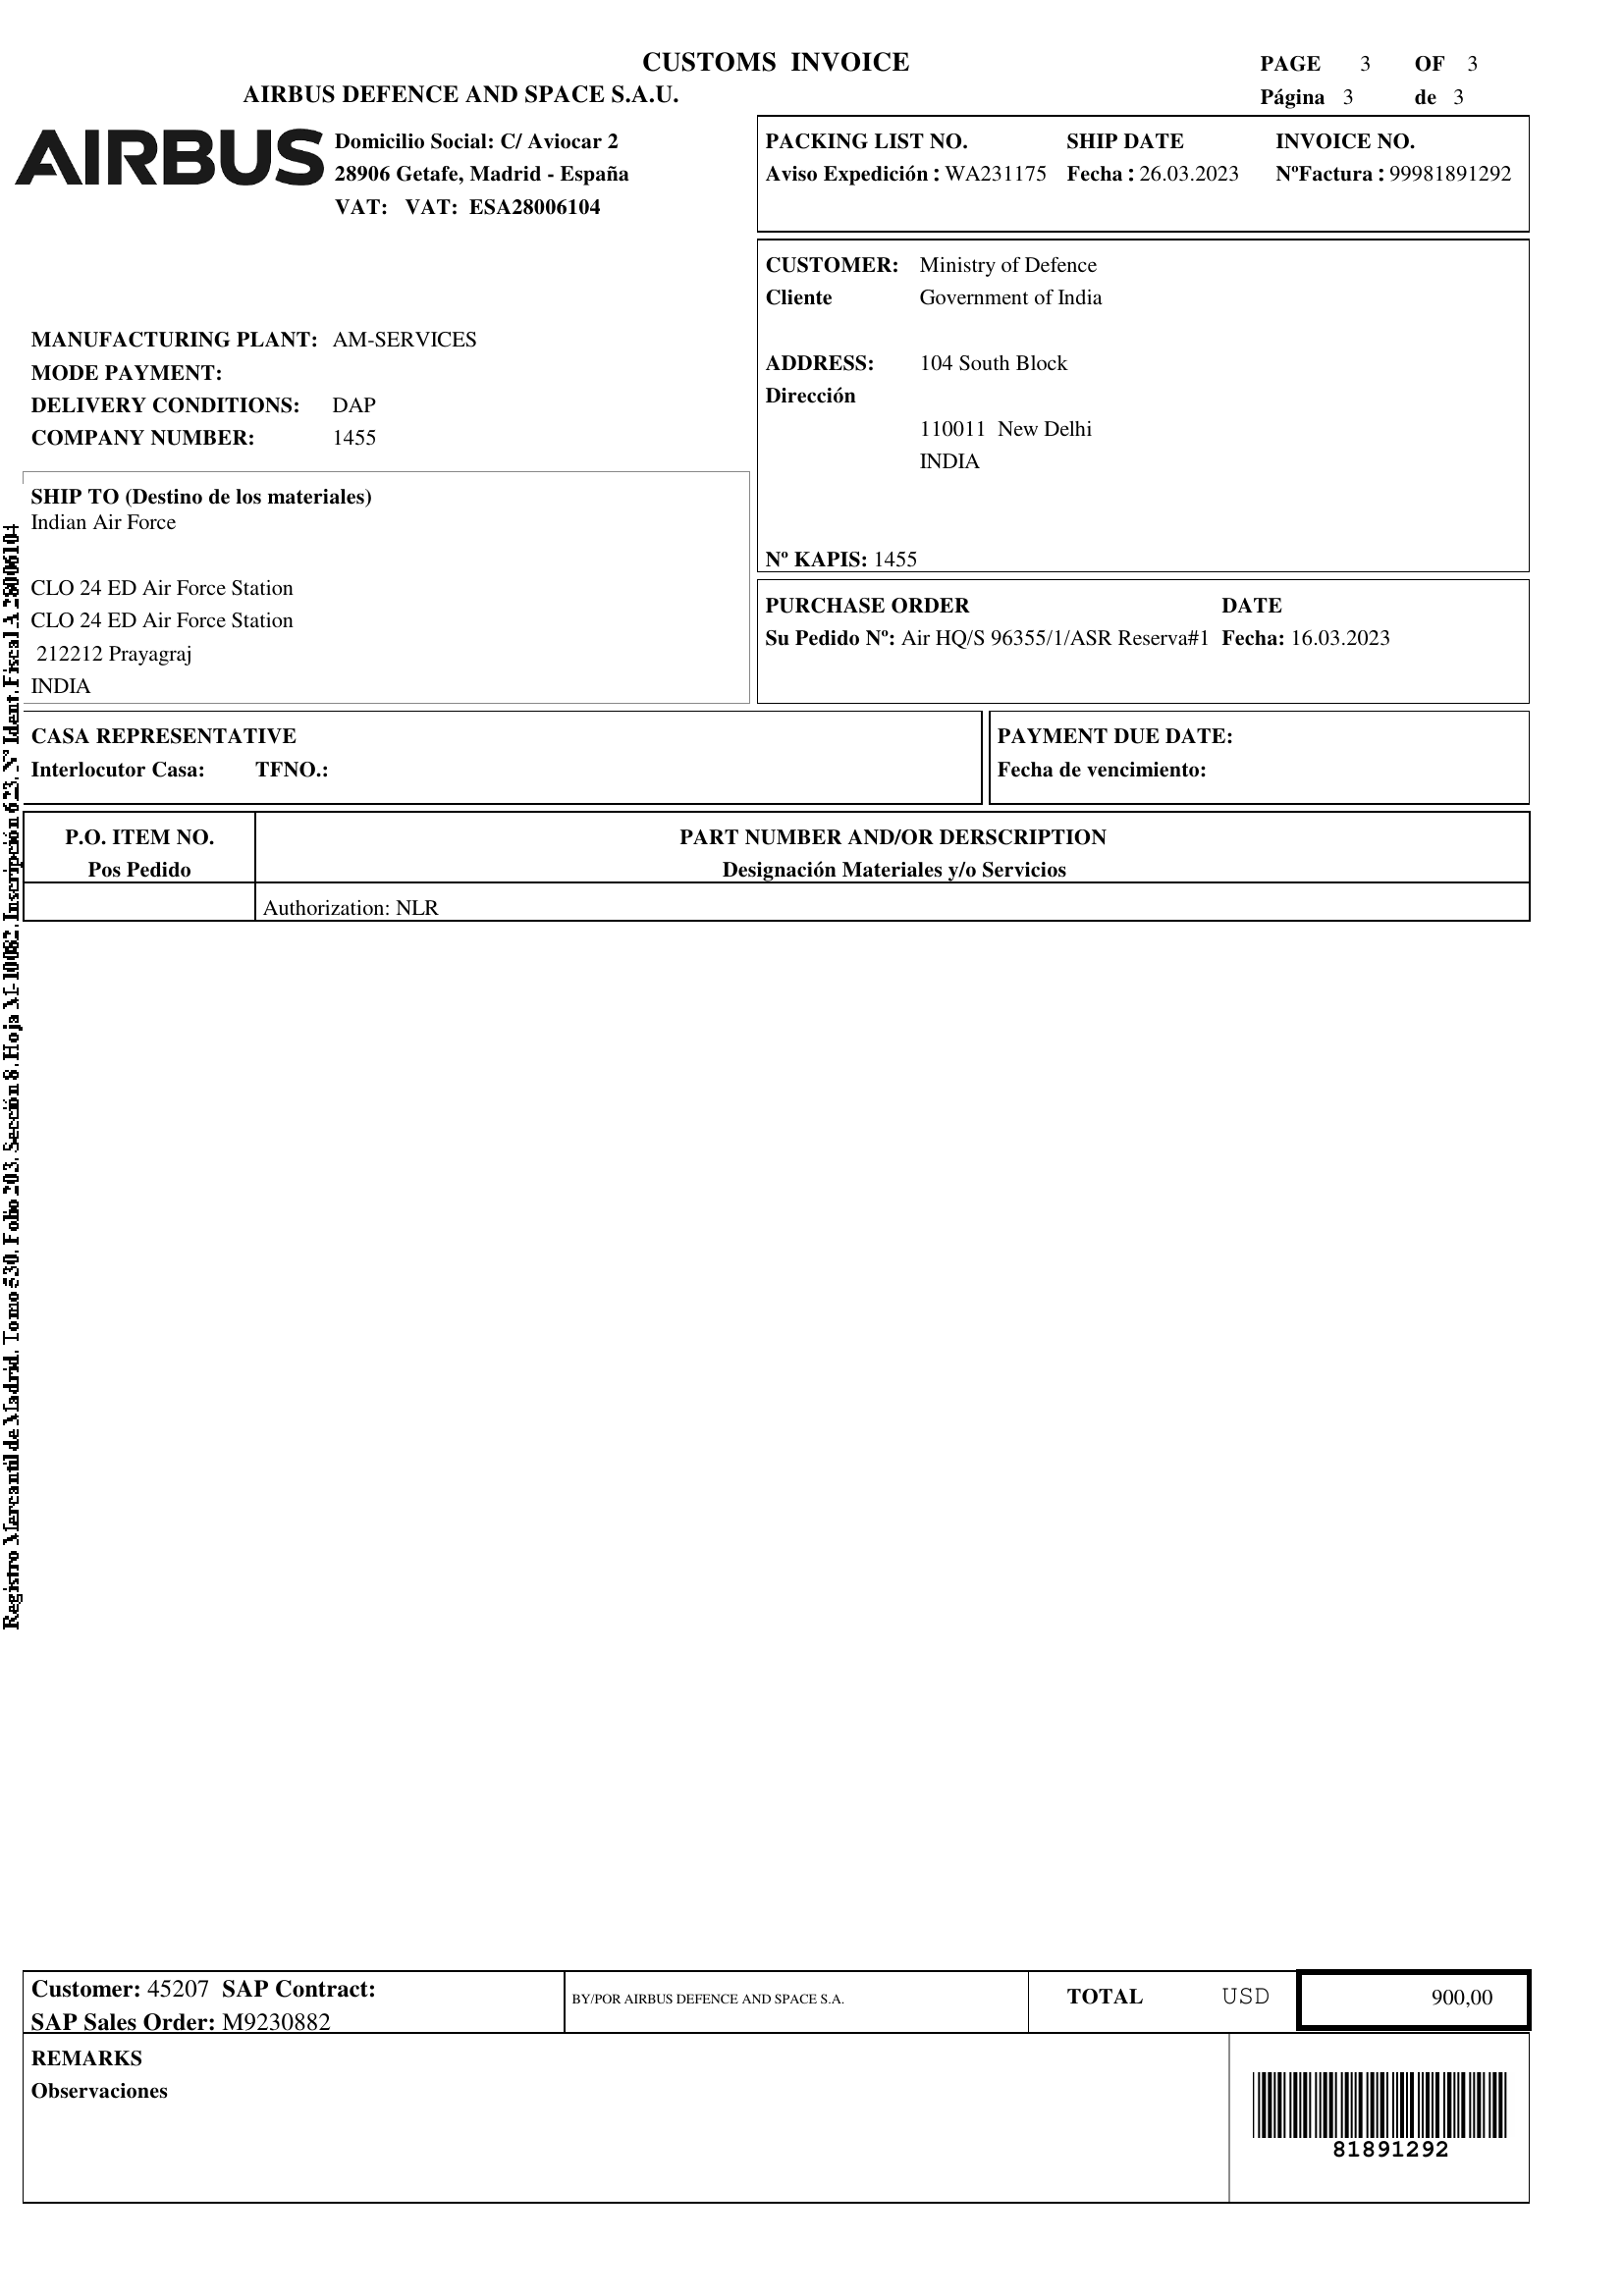 CUSTOMS INVOICE
PAGE 3 OF 3
AIRBUS DEFENCE AND SPACE S.A.U.
Página 3 de 3
AIRBUS
Domicilio Social: C/ Aviocar 2
28906 Getafe, Madrid - España
VAT: VAT: ESA28006104
PACKING LIST NO. SHIP DATE INVOICE NO.
Aviso Expedición : WA231175 Fecha : 26.03.2023 NºFactura : 99981891292
CUSTOMER: Ministry of Defence
Cliente Government of India
ADDRESS: 104 South Block
Dirección
110011 New Delhi
INDIA
Nº KAPIS: 1455
MANUFACTURING PLANT: AM-SERVICES
MODE PAYMENT:
DELIVERY CONDITIONS: DAP
COMPANY NUMBER: 1455
SHIP TO (Destino de los materiales)
Indian Air Force
CLO 24 ED Air Force Station
CLO 24 ED Air Force Station
212212 Prayagraj
INDIA
PURCHASE ORDER DATE
Su Pedido Nº: Air HQ/S 96355/1/ASR Reserva#1 Fecha: 16.03.2023
CASA REPRESENTATIVE
Interlocutor Casa: TFNO.:
PAYMENT DUE DATE:
Fecha de vencimiento:
P.O. ITEM NO. PART NUMBER AND/OR DERSCRIPTION
Pos Pedido Designación Materiales y/o Servicios
Authorization: NLR
Registro Mercantil de Madrid, Tomo 530, Folio 203, Sección 8, Hoja M-10082, Inscripción 623, Nº Ident. Fiscal A 28006104
Customer: 45207 SAP Contract:
SAP Sales Order: M9230882
BY/POR AIRBUS DEFENCE AND SPACE S.A.
TOTAL USD 900,00
REMARKS
Observaciones
81891292